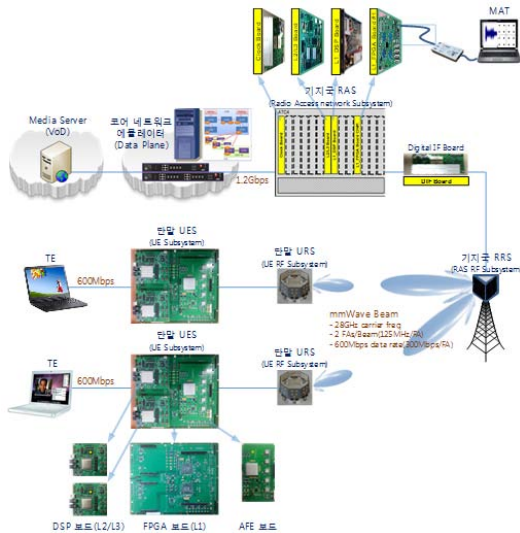 MAT
Clock Board
기지국 RAS
(Radio Access network Subsystem)
Media Server
(VoD)
코어 네트워크
에뮬레이터
(Data Plane)
ATCA
1.2Gbps
Digital IF Board
DIF Board
단말 UES
(UE Subsystem)
단말 URS
(UE RF Subsystem)
기지국 RRS
(RAS RF Subsystem)
TE
600Mbps
mmWave Beam
- 28GHz carrier freq
- 2 FAs/Beam(125MHz/FA)
- 600Mbps data rate(300Mbps/FA)
단말 UES
(UE Subsystem)
단말 URS
(UE RF Subsystem)
TE
600Mbps
DSP 보드(L2/L3)
FPGA 보드(L1)
AFE 보드